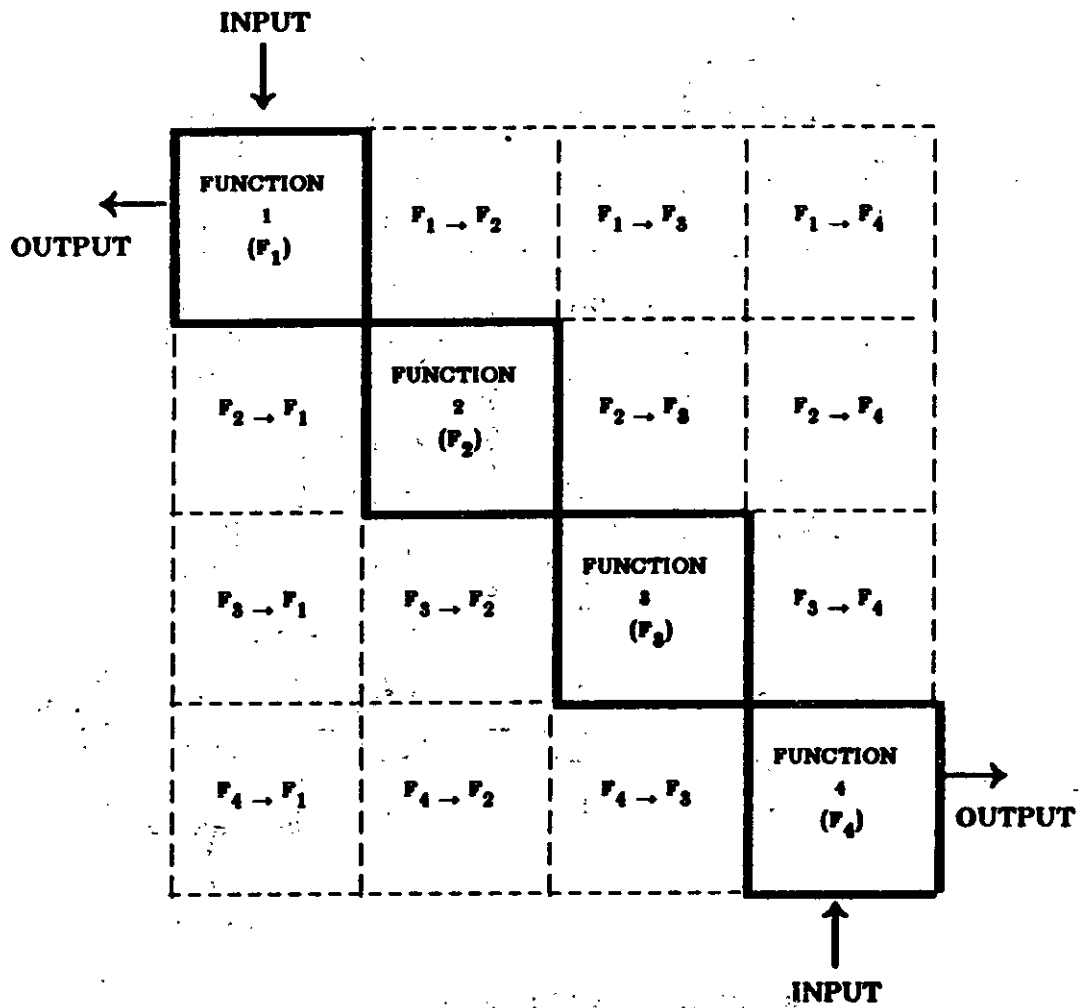 INPUT
OUTPUT
FUNCTION
1
(F₁)
F₁ → F₂
F₁ → F₃
F₁ → F₄
F₂ → F₁
FUNCTION
2
(F₂)
F₂ → F₃
F₂ → F₄
F₃ → F₁
F₃ → F₂
FUNCTION
3
(F₃)
F₃ → F₄
F₄ → F₁
F₄ → F₂
F₄ → F₃
FUNCTION
4
(F₄)
OUTPUT
INPUT